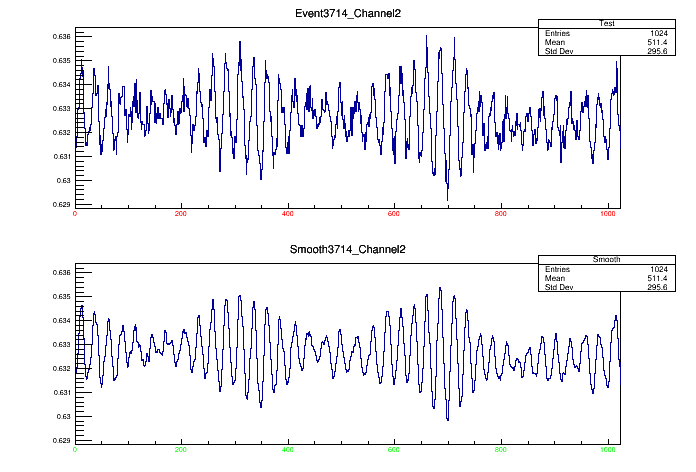 Event3714_Channel2
Test
Entries 1024
Mean 511.4
Std Dev 295.6
0.636
0.635
0.634
0.633
0.632
0.631
0.63
0.629
0 200 400 600 800 1000
Smooth3714_Channel2
Smooth
Entries 1024
Mean 511.4
Std Dev 295.6
0.636
0.635
0.634
0.633
0.632
0.631
0.63
0.629
0 200 400 600 800 1000